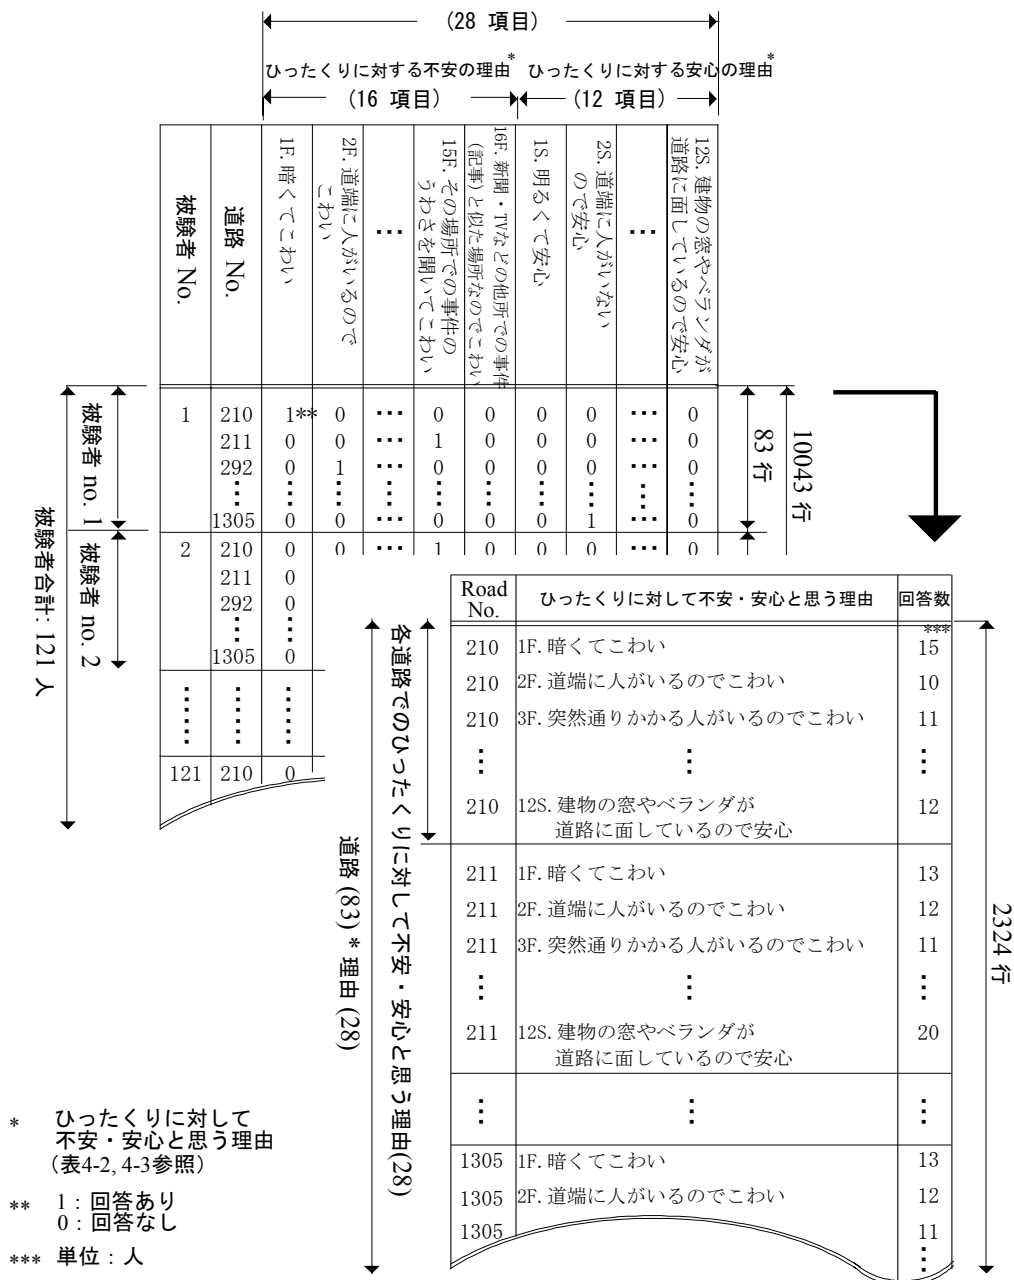 (28 項目)
ひったくりに対する不安の理由* ひったくりに対する安心の理由*
(16 項目) (12 項目)
被験者 No.
道路 No.
1F. 暗くてこわい
2F. 道端に人がいるので
こわい
…
15F. その場所での事件の
うわさを聞いてこわい
16F. 新聞・TVなどの他所での事件
(記事)と似た場所なのでこわい
1S. 明るくて安心
2S. 道端に人がいない
ので安心
…
12S. 建物の窓やベランダが
道路に面しているので安心
1 210 1** 0 … 0 0 0 0 … 0
211 0 0 … 1 0 0 0 … 0
292 0 1 … 0 0 0 0 … 0
… … … … … … … … … …
1305 0 0 … 0 0 0 1 … 0
2 210 0 0 … 1 0 0 0 … 0
211 0
292 0
… …
1305 0
… … …
121 210 0
被験者 no. 1
被験者 no. 2
被験者合計: 121 人
83 行
10043 行
Road No. ひったくりに対して不安・安心と思う理由 回答数
***
210 1F. 暗くてこわい 15
210 2F. 道端に人がいるのでこわい 10
210 3F. 突然通りかかる人がいるのでこわい 11
… … …
210 12S. 建物の窓やベランダが 12
道路に面しているので安心
211 1F. 暗くてこわい 13
211 2F. 道端に人がいるのでこわい 12
211 3F. 突然通りかかる人がいるのでこわい 11
… … …
211 12S. 建物の窓やベランダが 20
道路に面しているので安心
… … …
1305 1F. 暗くてこわい 13
1305 2F. 道端に人がいるのでこわい 12
1305 11
…
各道路でのひったくりに対して不安・安心と思う理由(28)
道路 (83) * 理由 (28)
2324 行
* ひったくりに対して
不安・安心と思う理由
(表4-2, 4-3参照)
** 1：回答あり
0：回答なし
*** 単位：人